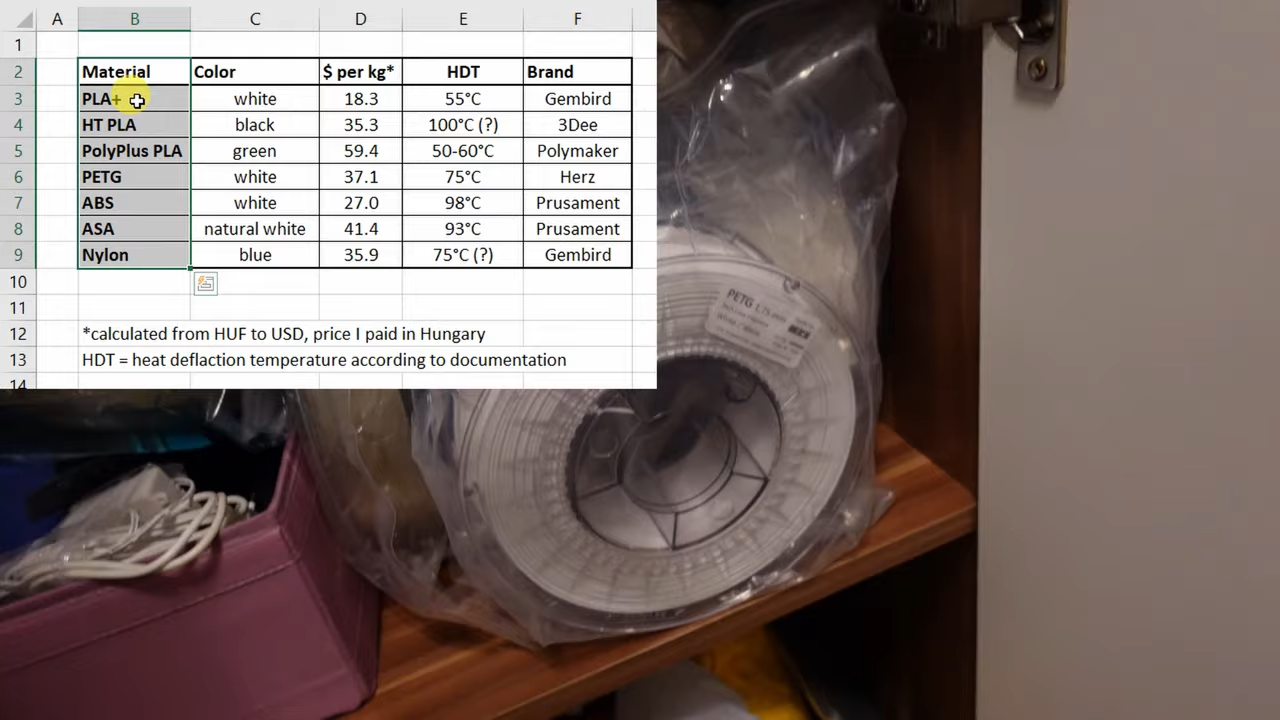 A B C D E F
1
2 Material Color $ per kg* HDT Brand
3 PLA+ white 18.3 55°C Gembird
4 HT PLA black 35.3 100°C (?) 3Dee
5 PolyPlus PLA green 59.4 50-60°C Polymaker
6 PETG white 37.1 75°C Herz
7 ABS white 27.0 98°C Prusament
8 ASA natural white 41.4 93°C Prusament
9 Nylon blue 35.9 75°C (?) Gembird
10
11
12 *calculated from HUF to USD, price I paid in Hungary
13 HDT = heat deflaction temperature according to documentation
14
PETG 1.75 mm